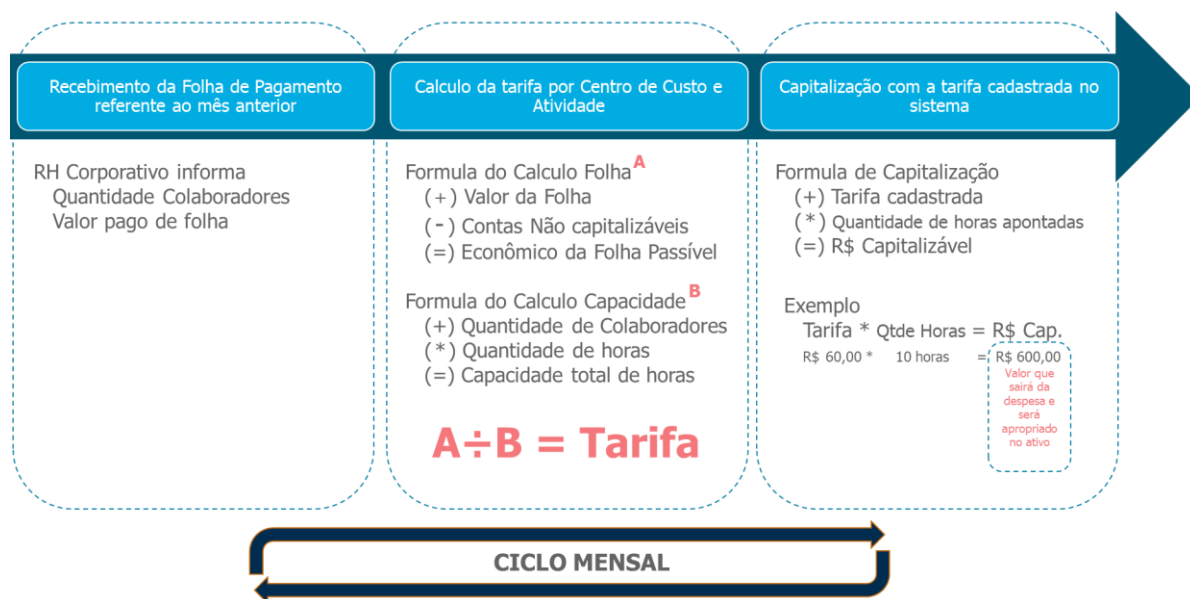 Recebimento da Folha de Pagamento
referente ao mês anterior
RH Corporativo informa
Quantidade Colaboradores
Valor pago de folha
Calculo da tarifa por Centro de Custo e
Atividade
Formula do Calculo Folha A
(+) Valor da Folha
(-) Contas Não capitalizáveis
(=) Econômico da Folha Passível
Formula do Calculo Capacidade B
(+) Quantidade de Colaboradores
(*) Quantidade de horas
(=) Capacidade total de horas
A÷B = Tarifa
Capitalização com a tarifa cadastrada no
sistema
Formula de Capitalização
(+) Tarifa cadastrada
(*) Quantidade de horas apontadas
(=) R$ Capitalizável
Exemplo
Tarifa * Qtde Horas = R$ Cap.
R$ 60,00 * 10 horas = R$ 600,00
Valor que
sairá da
despesa e
será
apropriado
no ativo
CICLO MENSAL